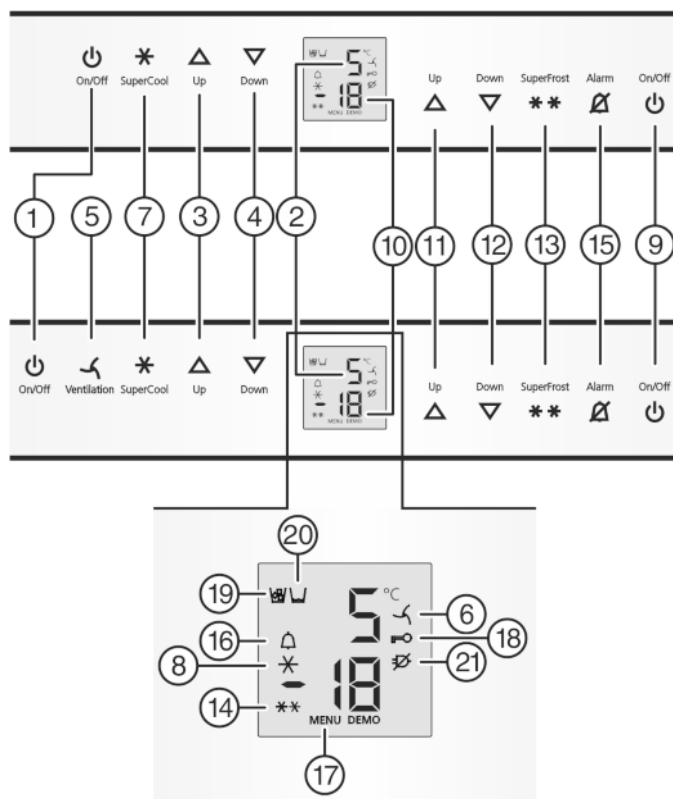 On/Off SuperCool Up Down
5 °C
18
MENU DEMO
Up Down SuperFrost Alarm On/Off
1 5 7 3 4 2 10 11 12 13 15 9
On/Off Ventilation SuperCool Up Down
5 °C
18
MENU DEMO
Up Down SuperFrost Alarm On/Off
20
19
5 °C
6
16
18
8
21
-18
14
MENU DEMO
17